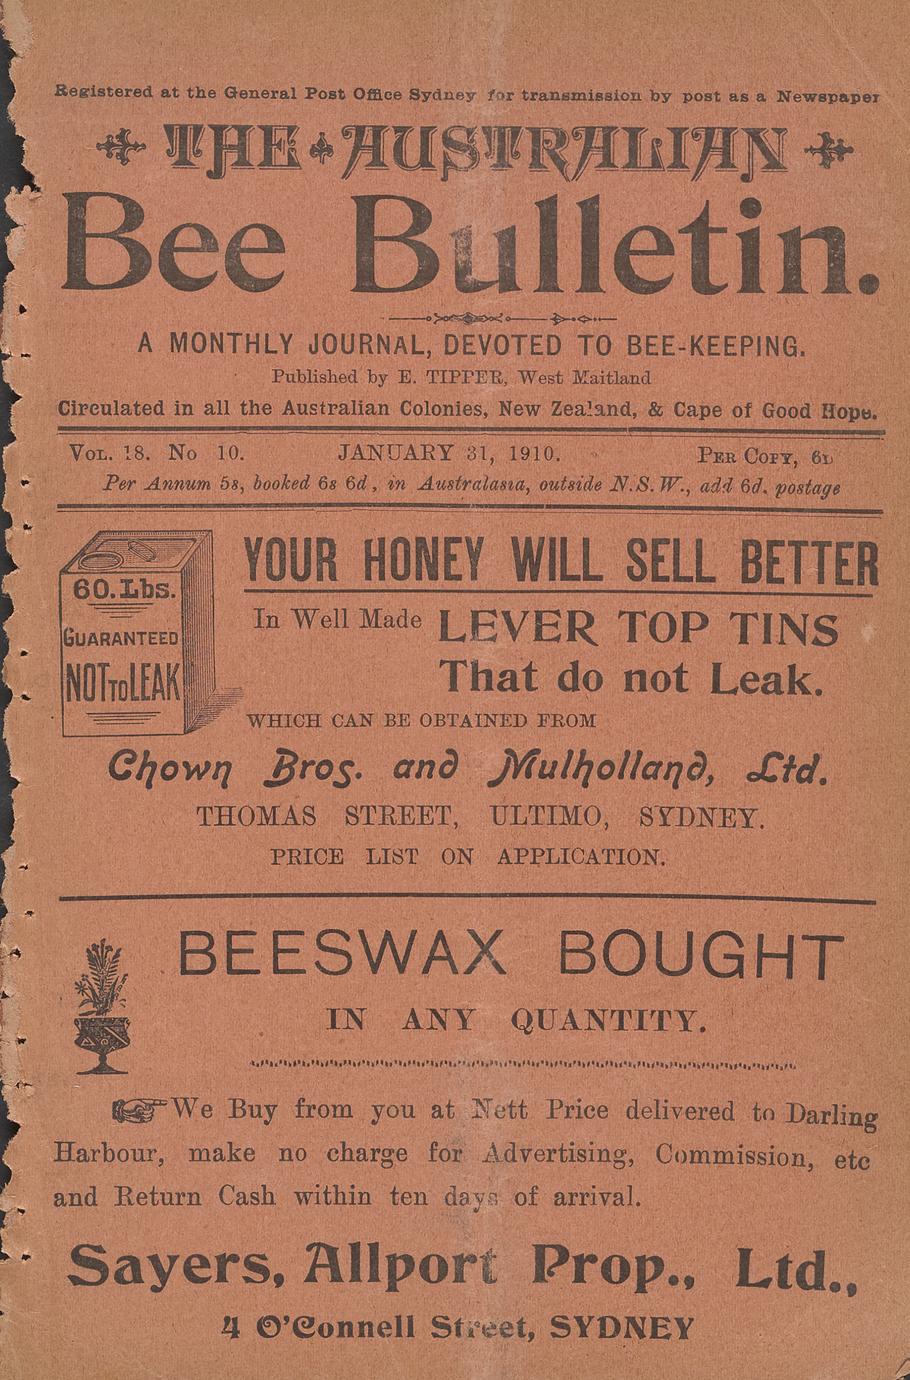 Registered at the General Post Office Sydney for transmission by post as a Newspaper
THE AUSTRALIAN
Bee Bulletin.
A MONTHLY JOURNAL, DEVOTED TO BEE-KEEPING.
Published by E. TIPPER, West Maitland
Circulated in all the Australian Colonies, New Zealand, & Cape of Good Hope.
VOL. 18. No 10. JANUARY 31, 1910. PER COPY, 6D
Per Annum 5s, booked 6s 6d, in Australasia, outside N.S.W., add 6d. postage
60.Lbs.
GUARANTEED
NOT TO LEAK
YOUR HONEY WILL SELL BETTER
In Well Made LEVER TOP TINS
That do not Leak.
WHICH CAN BE OBTAINED FROM
Chown Bros. and Mulholland, Ltd.
THOMAS STREET, ULTIMO, SYDNEY.
PRICE LIST ON APPLICATION.
BEESWAX BOUGHT
IN ANY QUANTITY.
We Buy from you at Nett Price delivered to Darling
Harbour, make no charge for Advertising, Commission, etc
and Return Cash within ten days of arrival.
Sayers, Allport Prop., Ltd.,
4 O'Connell Street, SYDNEY